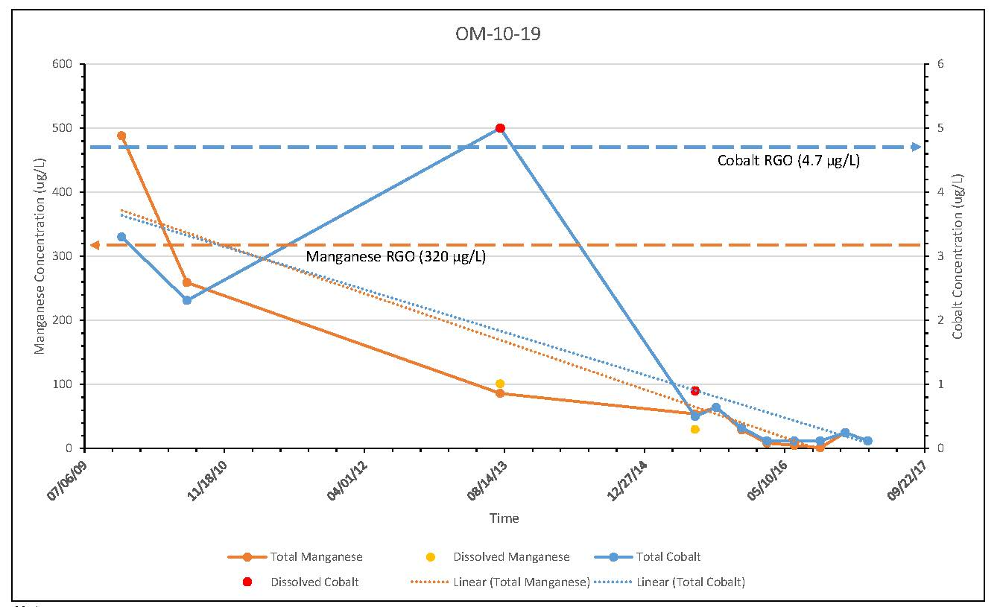 OM-10-19
600
500
400
300
200
100
0
Manganese Concentration (ug/L)
6
5
4
3
2
1
0
Cobalt Concentration (ug/L)
Cobalt RGO (4.7 µg/L)
Manganese RGO (320 µg/L)
07/06/09
11/18/10
04/01/12
08/14/13
12/27/14
05/10/16
09/22/17
Time
Total Manganese
Dissolved Manganese
Total Cobalt
Dissolved Cobalt
Linear (Total Manganese)
Linear (Total Cobalt)